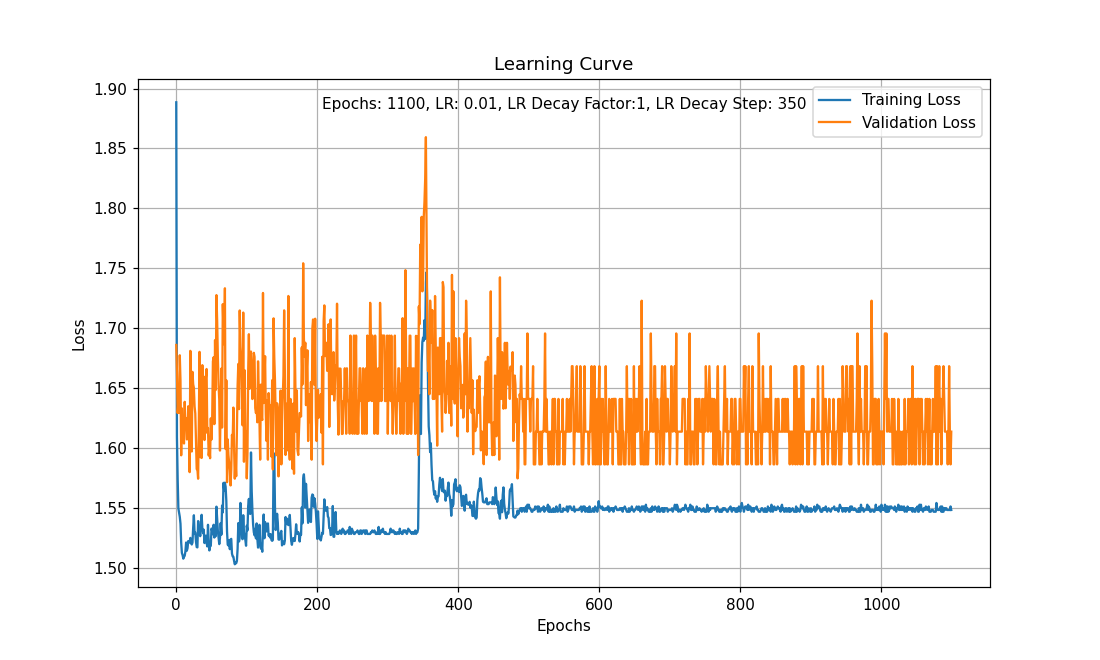 Learning Curve
Epochs: 1100, LR: 0.01, LR Decay Factor:1, LR Decay Step: 350
Training Loss
Validation Loss
Loss
1.90
1.85
1.80
1.75
1.70
1.65
1.60
1.55
1.50
0 200 400 600 800 1000
Epochs